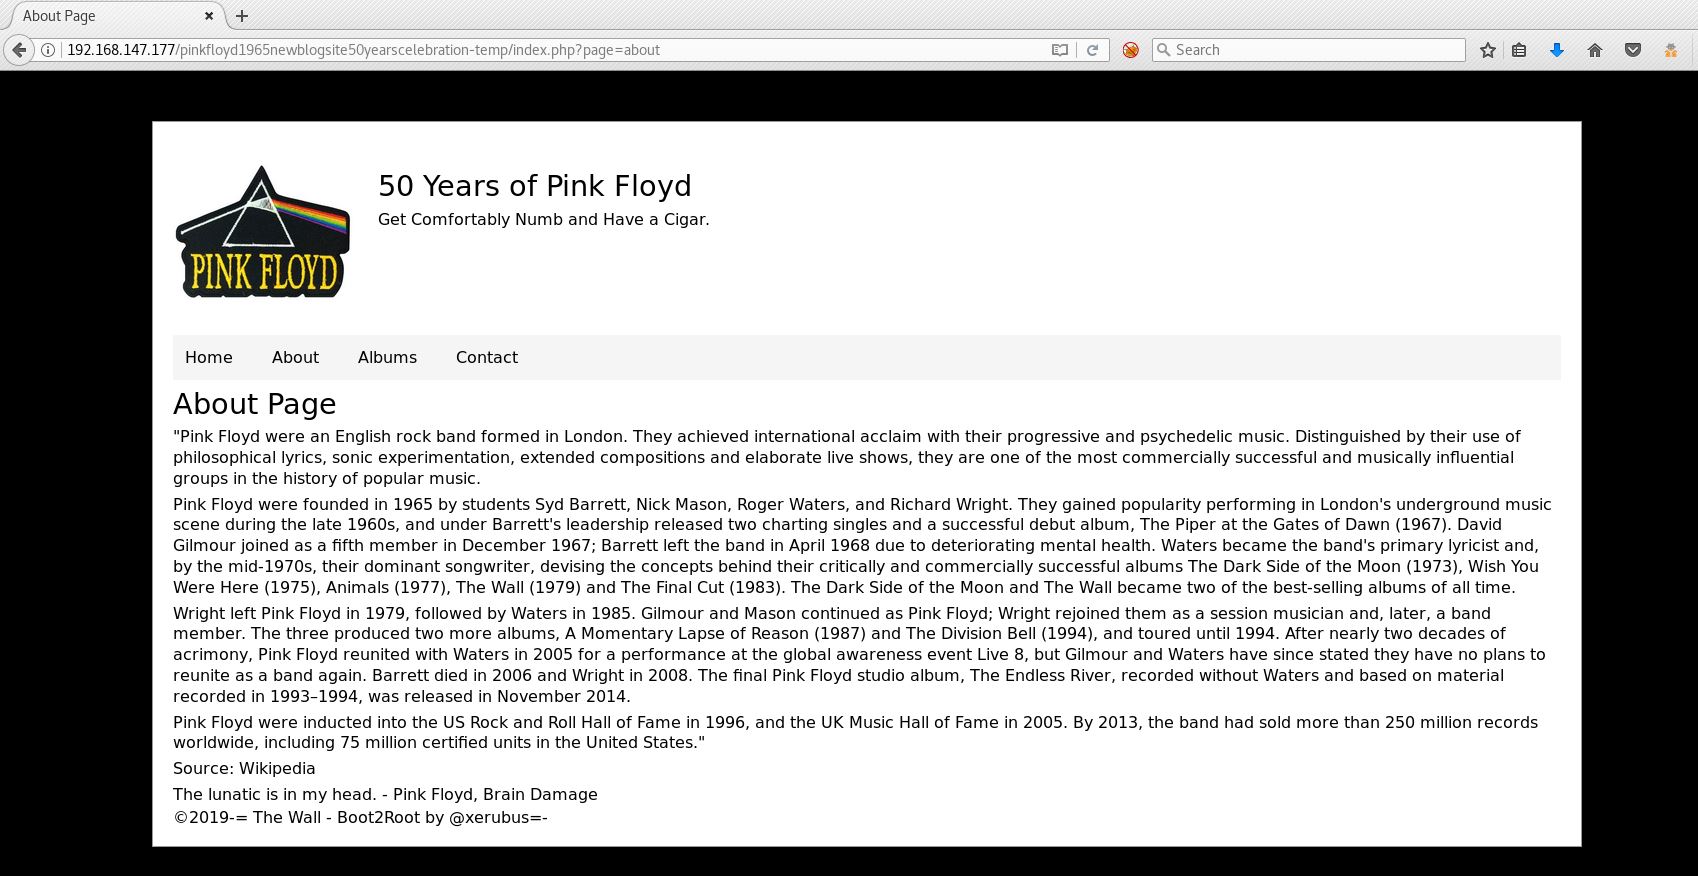 About Page
192.168.147.177/pinkfloyd1965newblogsite50yearscelebration-temp/index.php?page=about
Search
PINK FLOYD
50 Years of Pink Floyd
Get Comfortably Numb and Have a Cigar.
Home About Albums Contact
About Page
"Pink Floyd were an English rock band formed in London. They achieved international acclaim with their progressive and psychedelic music. Distinguished by their use of
philosophical lyrics, sonic experimentation, extended compositions and elaborate live shows, they are one of the most commercially successful and musically influential
groups in the history of popular music.
Pink Floyd were founded in 1965 by students Syd Barrett, Nick Mason, Roger Waters, and Richard Wright. They gained popularity performing in London's underground music
scene during the late 1960s, and under Barrett's leadership released two charting singles and a successful debut album, The Piper at the Gates of Dawn (1967). David
Gilmour joined as a fifth member in December 1967; Barrett left the band in April 1968 due to deteriorating mental health. Waters became the band's primary lyricist and,
by the mid-1970s, their dominant songwriter, devising the concepts behind their critically and commercially successful albums The Dark Side of the Moon (1973), Wish You
Were Here (1975), Animals (1977), The Wall (1979) and The Final Cut (1983). The Dark Side of the Moon and The Wall became two of the best-selling albums of all time.
Wright left Pink Floyd in 1979, followed by Waters in 1985. Gilmour and Mason continued as Pink Floyd; Wright rejoined them as a session musician and, later, a band
member. The three produced two more albums, A Momentary Lapse of Reason (1987) and The Division Bell (1994), and toured until 1994. After nearly two decades of
acrimony, Pink Floyd reunited with Waters in 2005 for a performance at the global awareness event Live 8, but Gilmour and Waters have since stated they have no plans to
reunite as a band again. Barrett died in 2006 and Wright in 2008. The final Pink Floyd studio album, The Endless River, recorded without Waters and based on material
recorded in 1993–1994, was released in November 2014.
Pink Floyd were inducted into the US Rock and Roll Hall of Fame in 1996, and the UK Music Hall of Fame in 2005. By 2013, the band had sold more than 250 million records
worldwide, including 75 million certified units in the United States."
Source: Wikipedia
The lunatic is in my head. - Pink Floyd, Brain Damage
©2019-= The Wall - Boot2Root by @xerubus=-